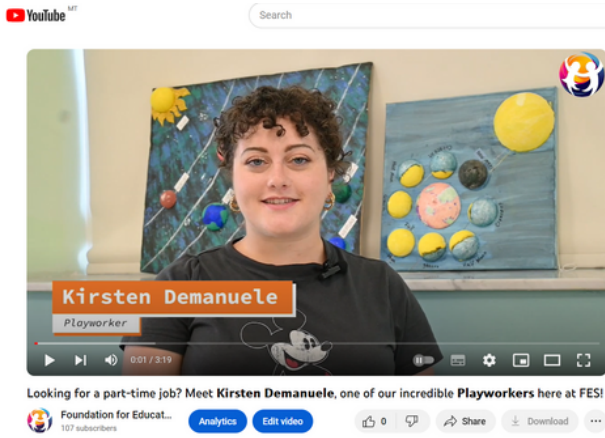 YouTube MT
Search
Kirsten Demanuele
Playworker
0:01 / 3:19
Looking for a part-time job? Meet Kirsten Demanuele, one of our incredible Playworkers here at FES!
Foundation for Educat...
107 subscribers
Analytics
Edit video
0
Share
Download
...